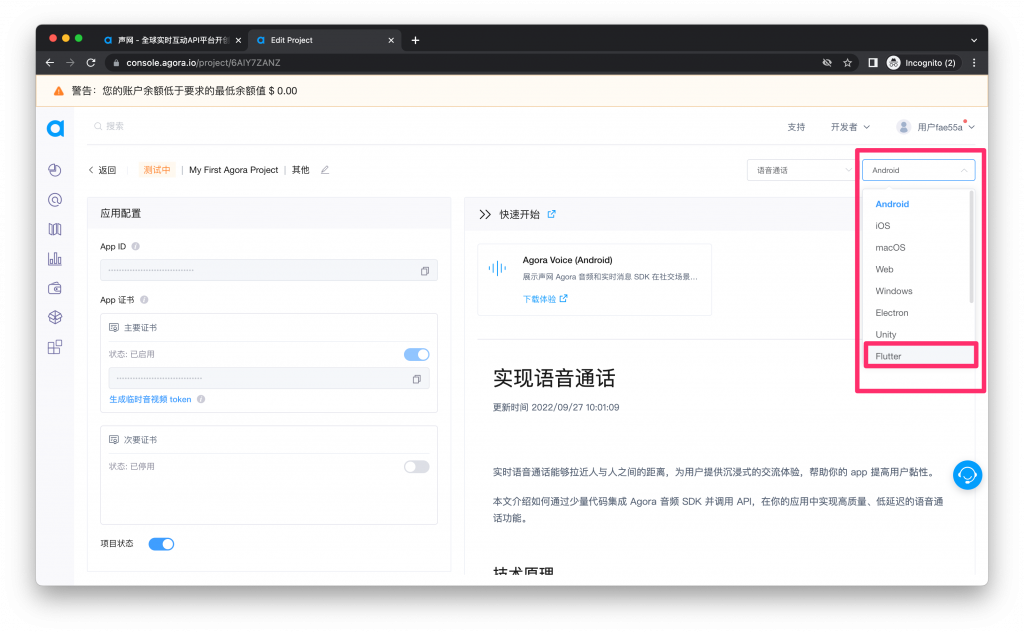 声网 - 全球实时互动API平台开创
Edit Project
console.agora.io/project/6AIY7ZANZ
Incognito (2)
警告：您的账户余额低于要求的最低余额值 $ 0.00
搜索
支持
开发者
用户fae55a
返回
测试中
My First Agora Project
其他
语音通话
Android
应用配置
App ID
App 证书
主要证书
状态: 已启用
生成临时音视频 token
次要证书
状态: 已停用
项目状态
快速开始
Agora Voice (Android)
展示声网 Agora 音频和实时消息 SDK 在社交场景...
下载体验
实现语音通话
更新时间 2022/09/27 10:01:09
实时语音通话能够拉近人与人之间的距离，为用户提供沉浸式的交流体验，帮助你的 app 提高用户黏性。
本文介绍如何通过少量代码集成 Agora 音频 SDK 并调用 API，在你的应用中实现高质量、低延迟的语音通
话功能。
技术原理
Android
iOS
macOS
Web
Windows
Electron
Unity
Flutter